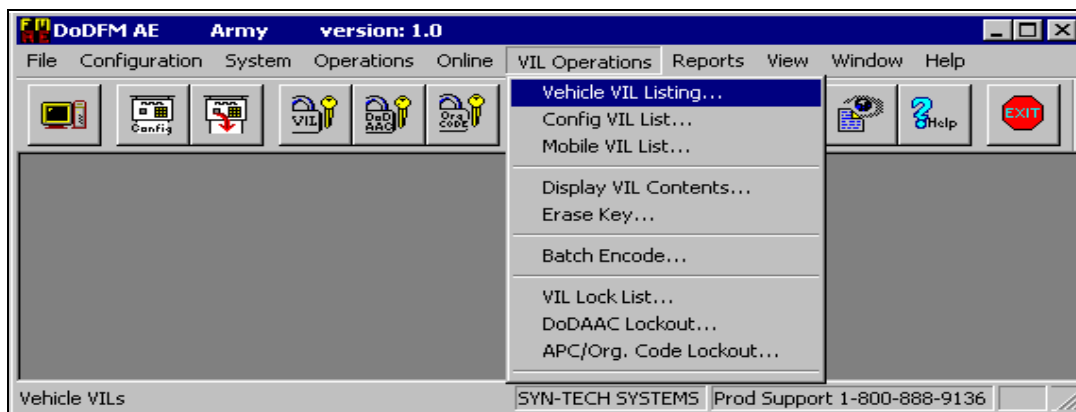 DoDFM AE Army version: 1.0
File Configuration System Operations Online VIL Operations Reports View Window Help
Config
VIL
DoD AAC
Org. CODE
Help
EXIT
Vehicle VIL Listing...
Config VIL List...
Mobile VIL List...
Display VIL Contents...
Erase Key...
Batch Encode...
VIL Lock List...
DoDAAC Lockout...
APC/Org. Code Lockout...
Vehicle VILs SYN-TECH SYSTEMS Prod Support 1-800-888-9136